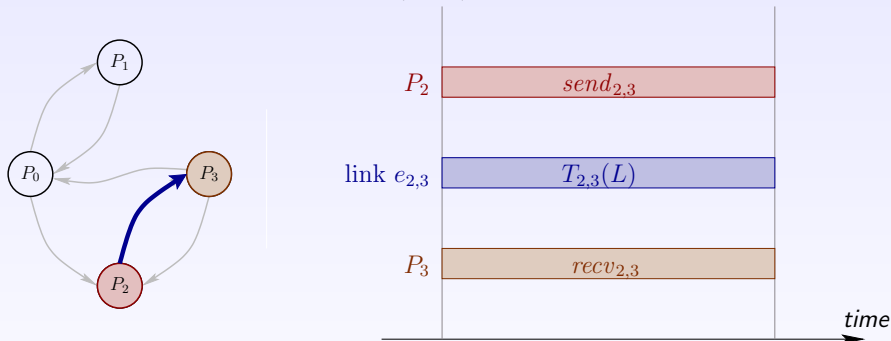 P₁
P₀
P₃
P₂
P₂ send₂,₃
link e₂,₃ T₂,₃(L)
P₃ recv₂,₃
time